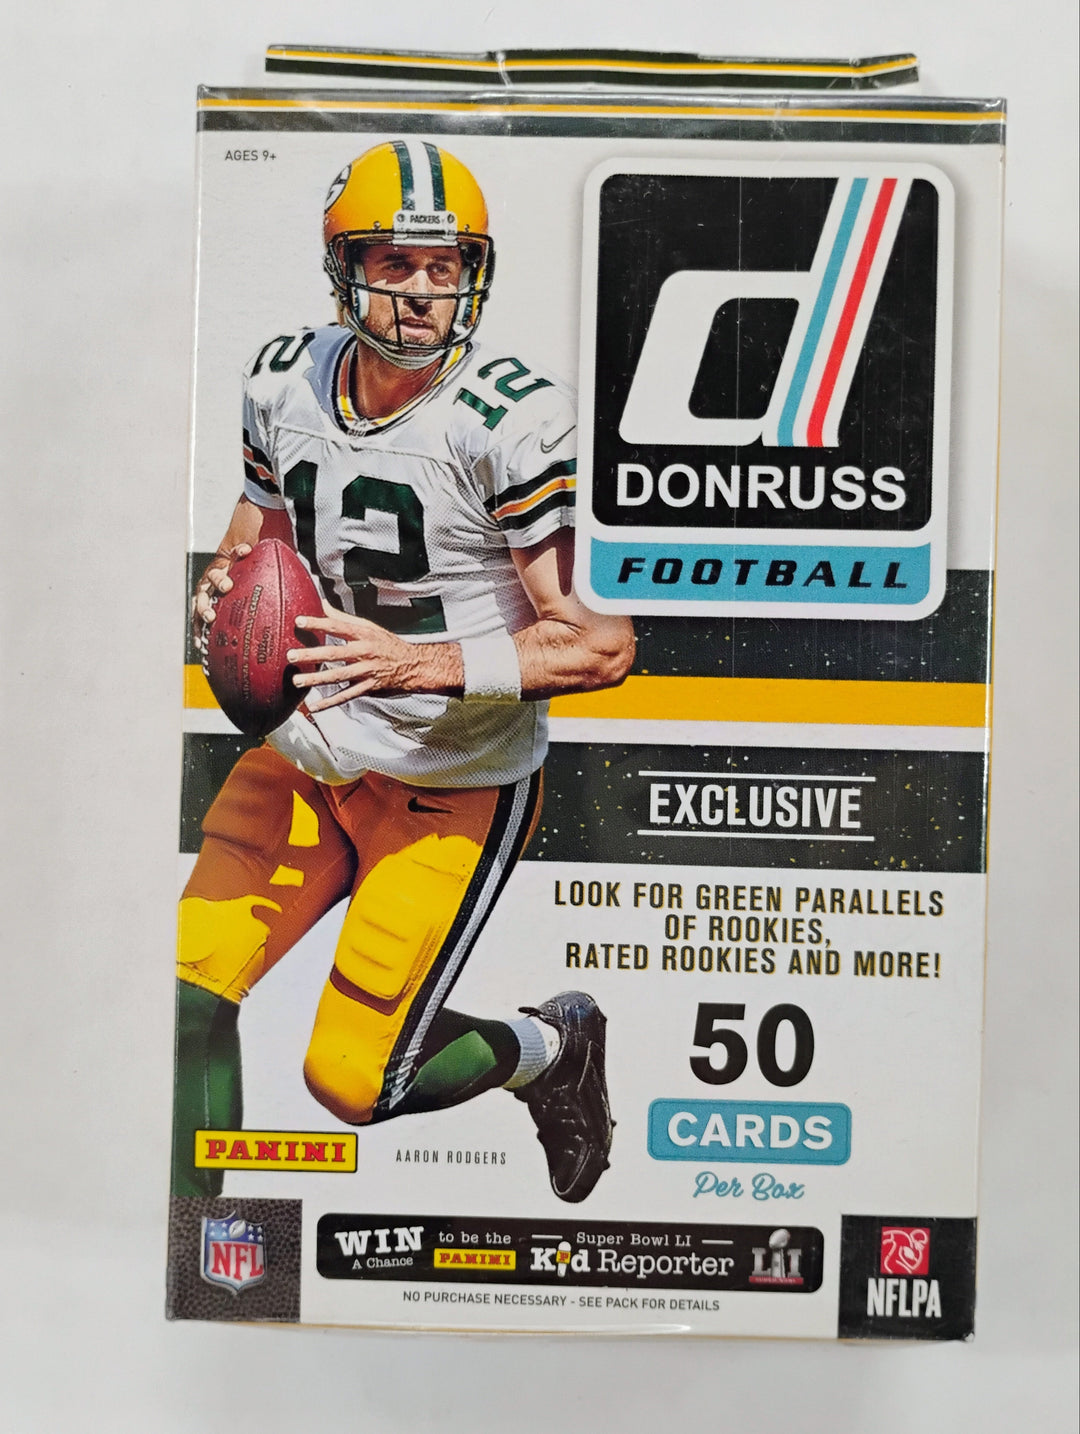 AGES 9+
PACKERS
12
12
12
DONRUSS
FOOTBALL
EXCLUSIVE
LOOK FOR GREEN PARALLELS
OF ROOKIES,
RATED ROOKIES AND MORE!
50
CARDS
Per Box
PANINI
AARON RODGERS
NFL
WIN
A Chance
to be the
PANINI
Super Bowl LI
Kid Reporter
LI
NO PURCHASE NECESSARY - SEE PACK FOR DETAILS
NFLPA